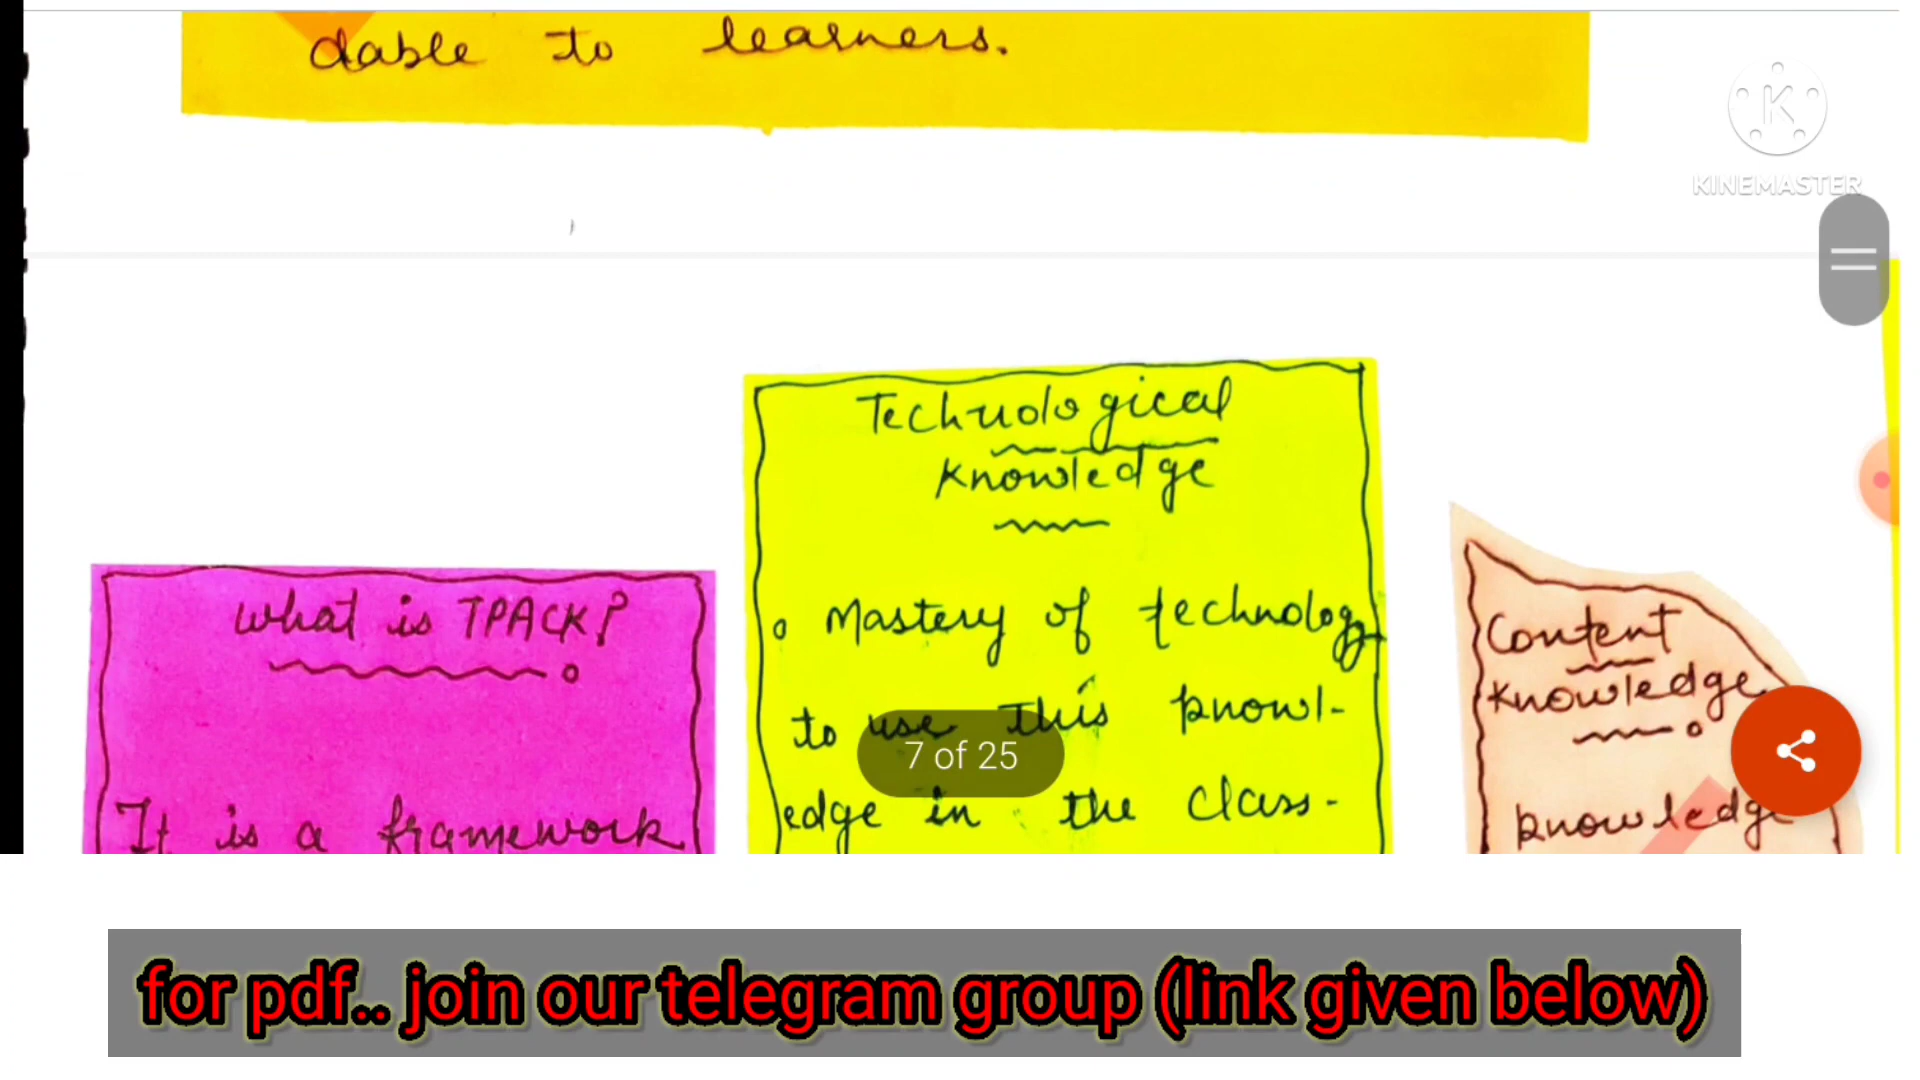 dable to learners.
KINEMASTER
Technological
Knowledge
Mastery of technology
to use this knowl-
7 of 25
edge in the class-
What is TPACK?
It is a framework
Content
Knowledge
knowledge
for pdf.. join our telegram group (link given below)